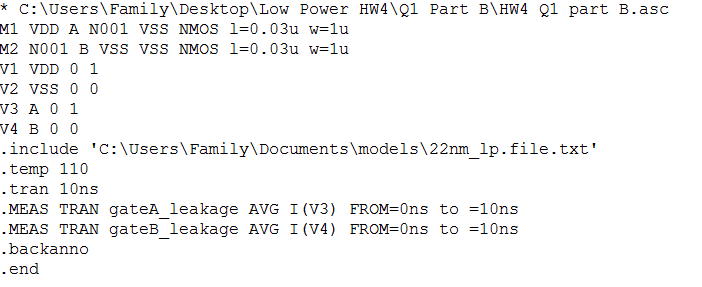 * C:\Users\Family\Desktop\Low Power HW4\Q1 Part B\HW4 Q1 part B.asc
M1 VDD A N001 VSS NMOS l=0.03u w=1u
M2 N001 B VSS VSS NMOS l=0.03u w=1u
V1 VDD 0 1
V2 VSS 0 0
V3 A 0 1
V4 B 0 0
.include 'C:\Users\Family\Documents\models\22nm_lp.file.txt'
.temp 110
.tran 10ns
.MEAS TRAN gateA_leakage AVG I(V3) FROM=0ns to =10ns
.MEAS TRAN gateB_leakage AVG I(V4) FROM=0ns to =10ns
.backanno
.end